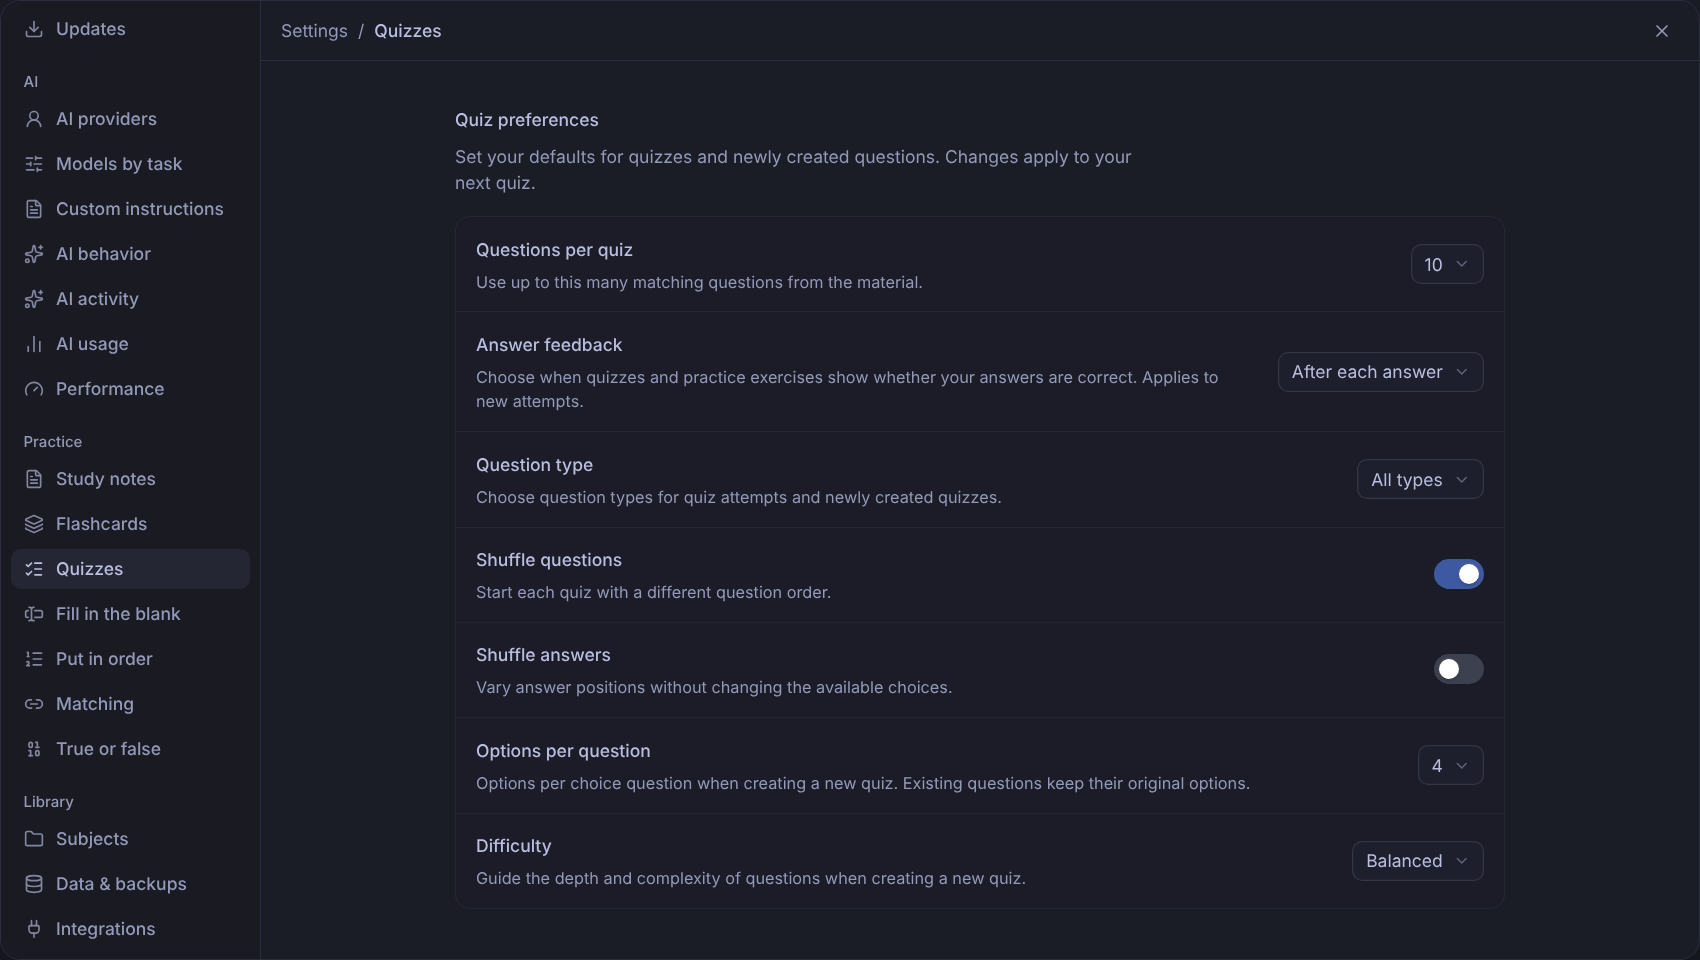 Updates
AI
AI providers
Models by task
Custom instructions
AI behavior
AI activity
AI usage
Performance
Practice
Study notes
Flashcards
Quizzes
Fill in the blank
Put in order
Matching
True or false
Library
Subjects
Data & backups
Integrations
Settings / Quizzes
Quiz preferences
Set your defaults for quizzes and newly created questions. Changes apply to your
next quiz.
Questions per quiz
Use up to this many matching questions from the material.
10
Answer feedback
Choose when quizzes and practice exercises show whether your answers are correct. Applies to
new attempts.
After each answer
Question type
Choose question types for quiz attempts and newly created quizzes.
All types
Shuffle questions
Start each quiz with a different question order.
Shuffle answers
Vary answer positions without changing the available choices.
Options per question
Options per choice question when creating a new quiz. Existing questions keep their original options.
4
Difficulty
Guide the depth and complexity of questions when creating a new quiz.
Balanced